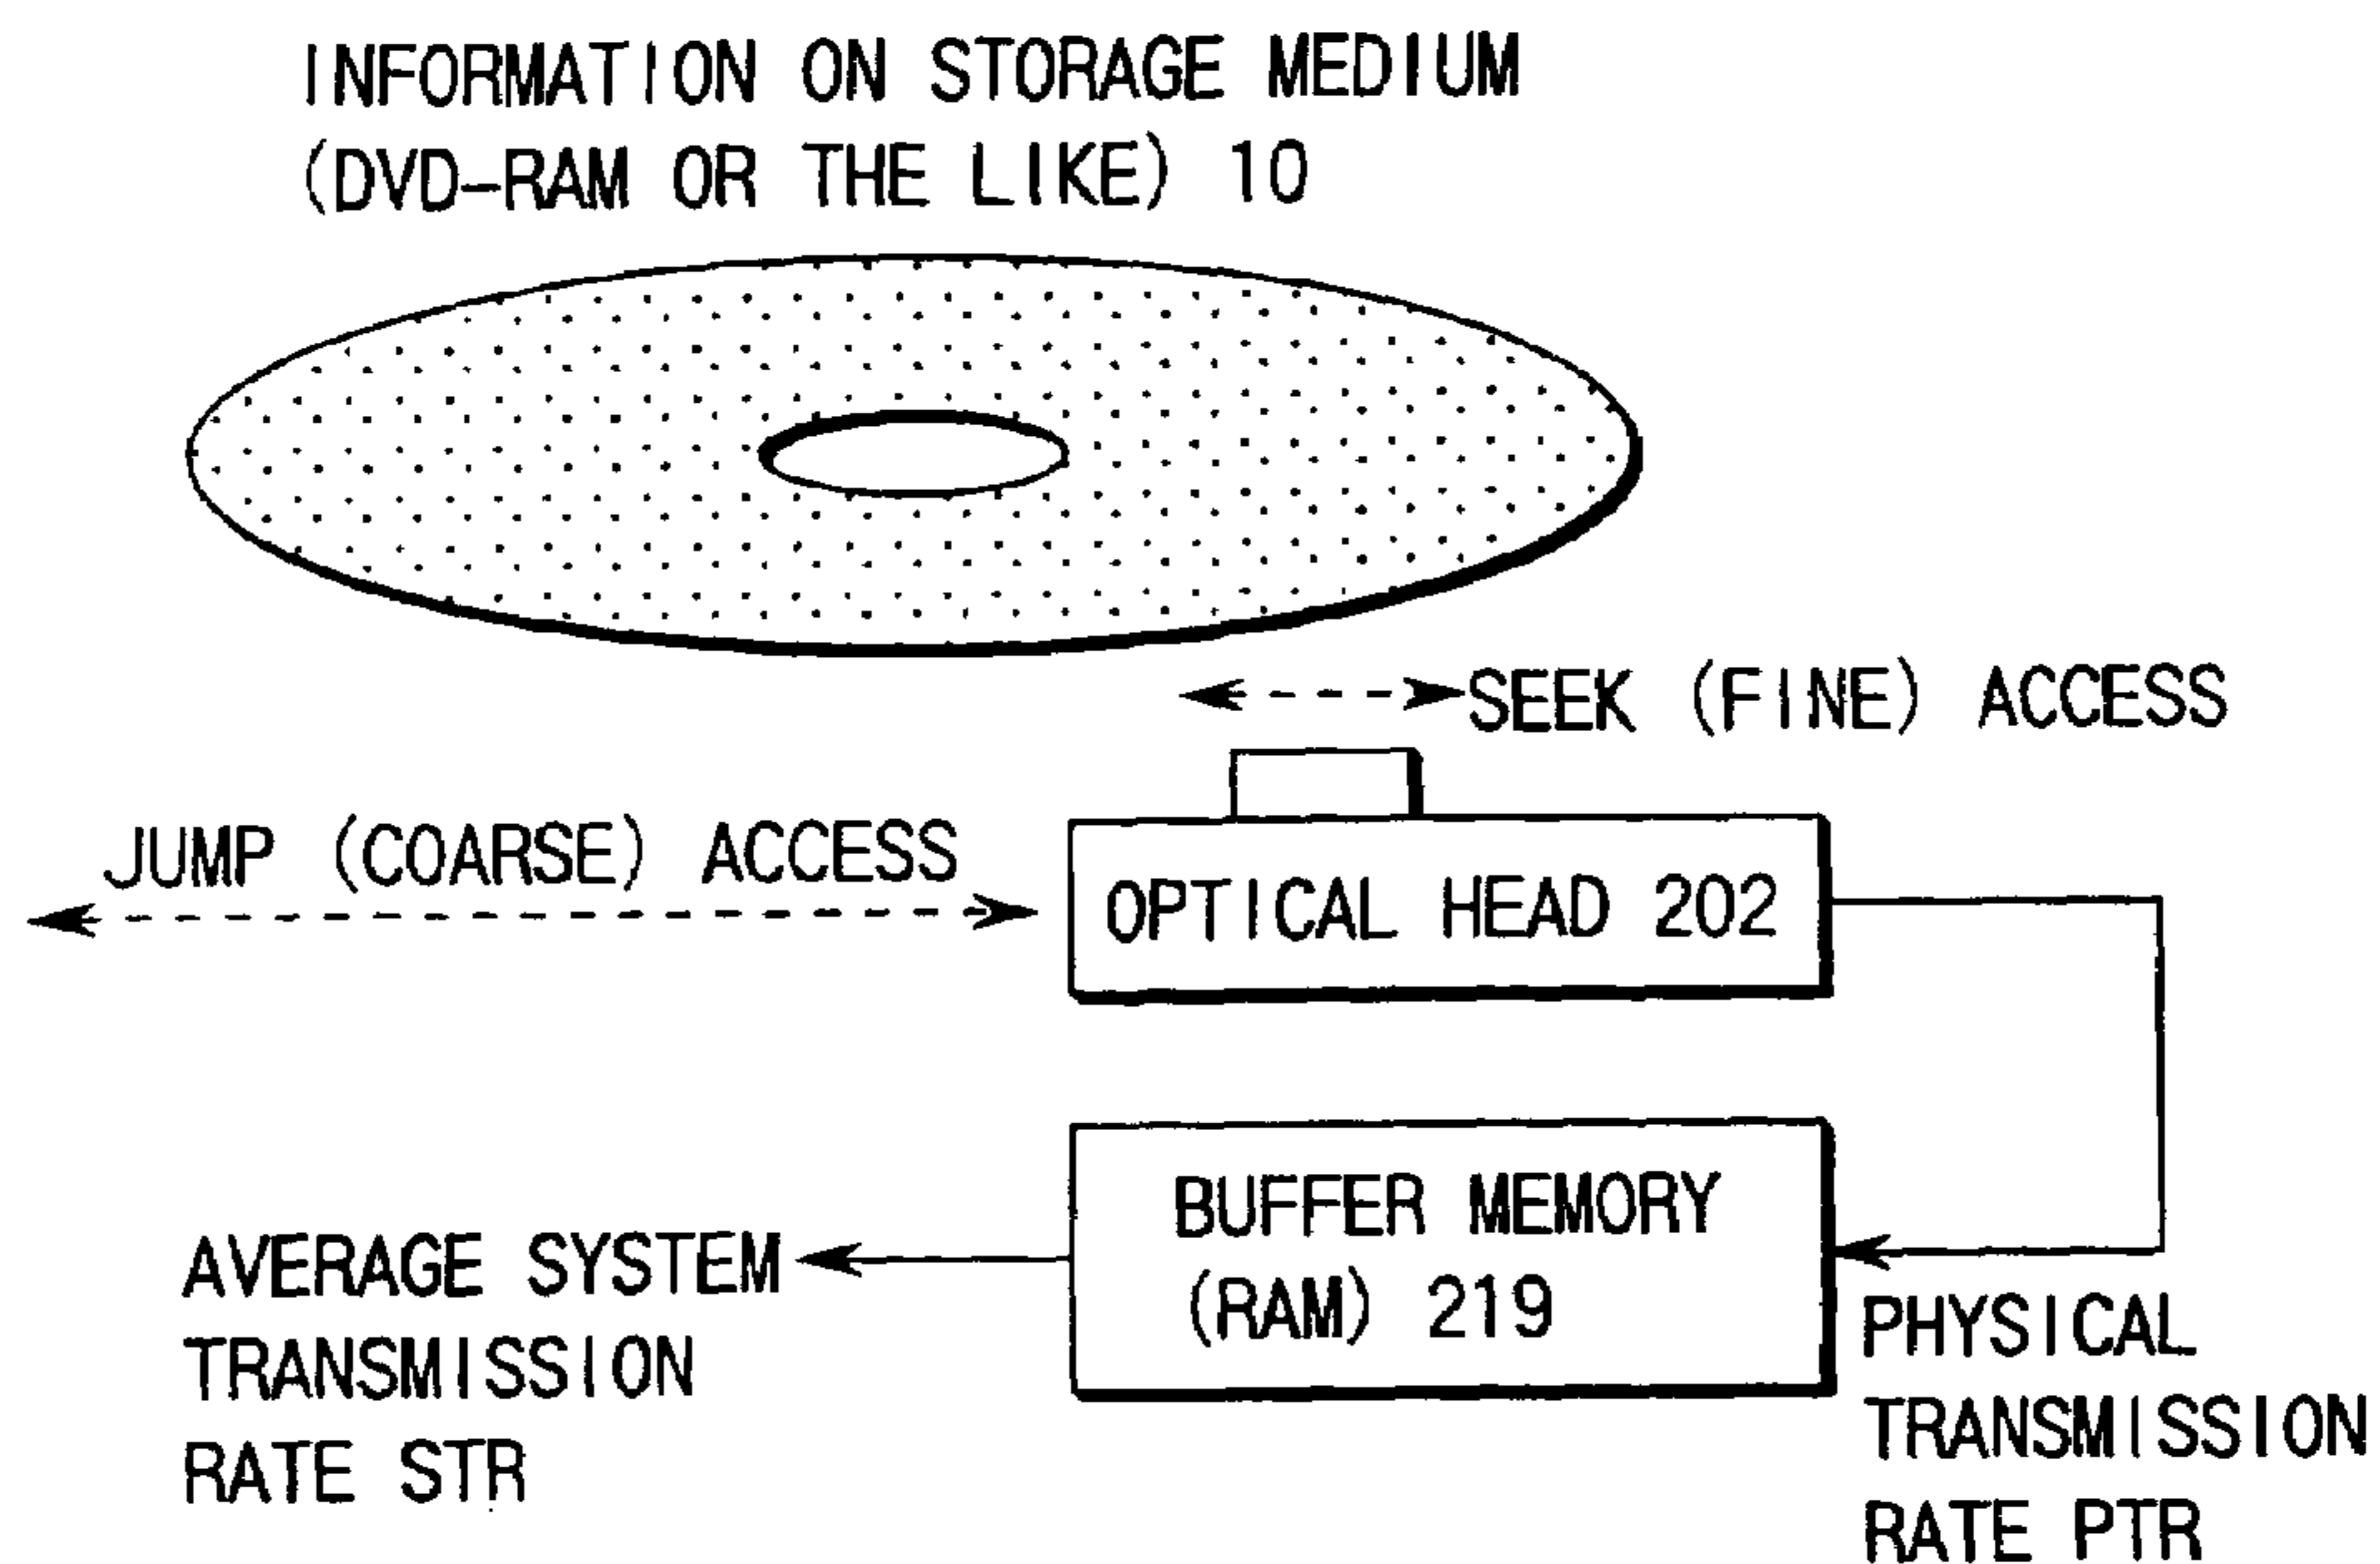 INFORMATION ON STORAGE MEDIUM
(DVD-RAM OR THE LIKE) 10
SEEK (FINE) ACCESS
JUMP (COARSE) ACCESS
OPTICAL HEAD 202
BUFFER MEMORY
(RAM) 219
AVERAGE SYSTEM
TRANSMISSION
RATE STR
PHYSICAL
TRANSMISSION
RATE PTR